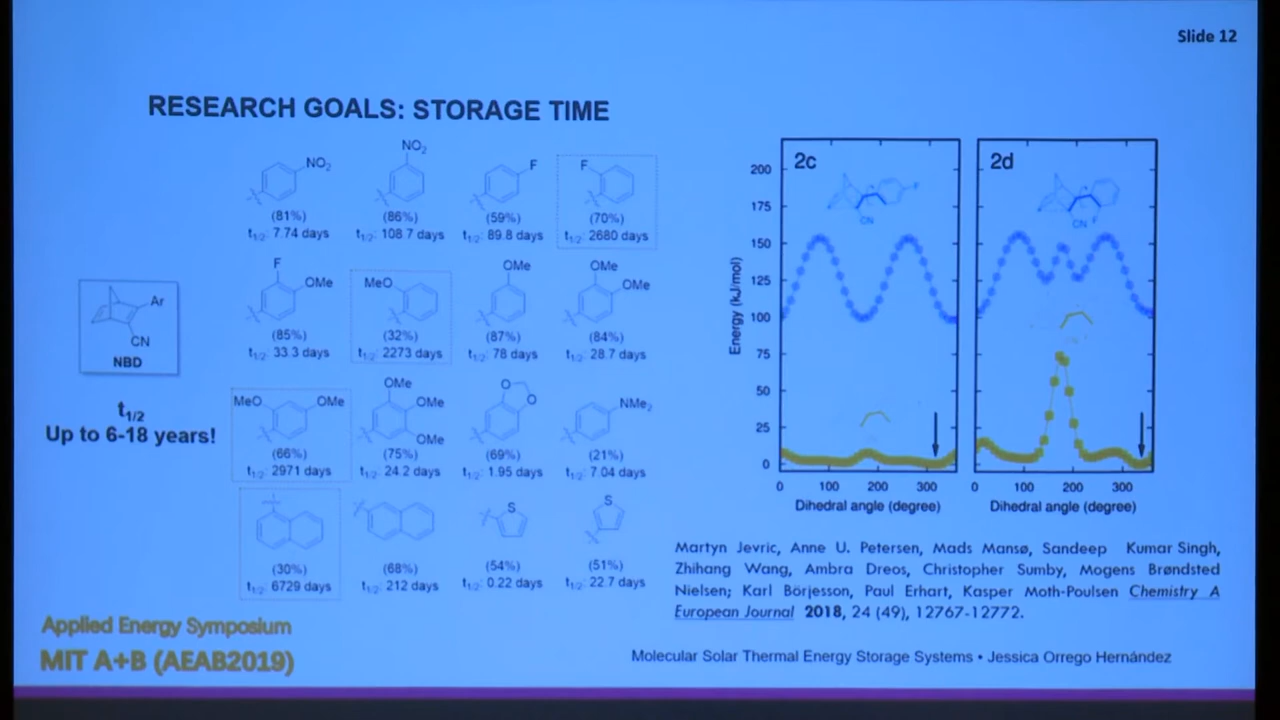 Slide 12
RESEARCH GOALS: STORAGE TIME
NO2
NO2
F
F
(81%)
(86%)
(59%)
(70%)
t1/2: 7.74 days
t1/2: 108.7 days
t1/2: 89.8 days
t1/2: 2680 days
F
OMe
MeO
OMe
OMe
OMe
(85%)
(32%)
(87%)
(84%)
t1/2: 33.3 days
t1/2: 2273 days
t1/2: 78 days
t1/2: 28.7 days
Ar
CN
NBD
t1/2
Up to 6-18 years!
MeO
OMe
OMe
OMe
OMe
O
O
NMe2
(66%)
(75%)
(69%)
(21%)
t1/2: 2971 days
t1/2: 24.2 days
t1/2: 1.95 days
t1/2: 7.04 days
S
S
(30%)
(68%)
(54%)
(51%)
t1/2: 6729 days
t1/2: 212 days
t1/2: 0.22 days
t1/2: 22.7 days
2c
2d
F
CN
CN
F
Energy (kJ/mol)
200
175
150
125
100
75
50
25
0
0 100 200 300
0 100 200 300
Dihedral angle (degree)
Dihedral angle (degree)
Martyn Jevric, Anne U. Petersen, Mads Mansø, Sandeep Kumar Singh,
Zhihang Wang, Ambra Dreos, Christopher Sumby, Mogens Brøndsted
Nielsen; Karl Börjesson, Paul Erhart, Kasper Moth-Poulsen Chemistry A
European Journal 2018, 24 (49), 12767-12772.
Applied Energy Symposium
MIT A+B (AEAB2019)
Molecular Solar Thermal Energy Storage Systems • Jessica Orrego Hernández